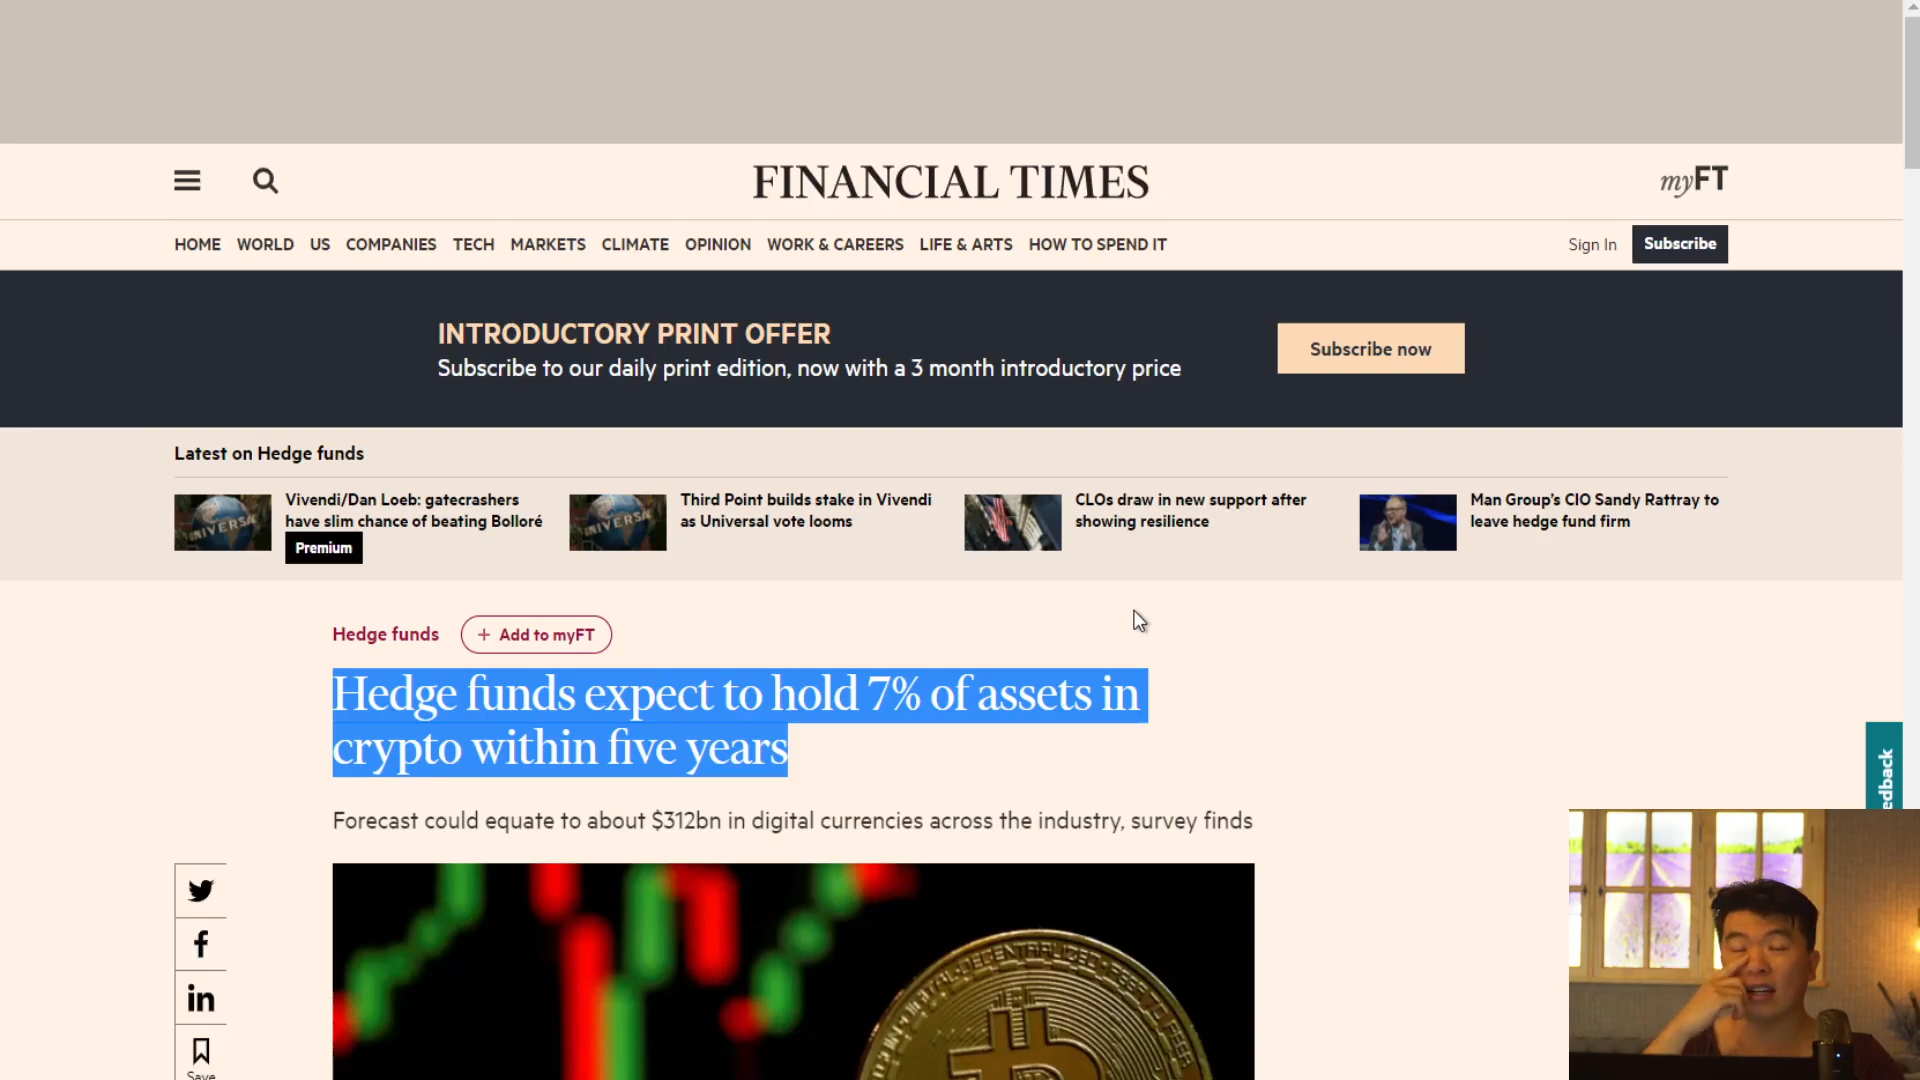 FINANCIAL TIMES
myFT
HOME WORLD US COMPANIES TECH MARKETS CLIMATE OPINION WORK & CAREERS LIFE & ARTS HOW TO SPEND IT
Sign In
Subscribe
INTRODUCTORY PRINT OFFER
Subscribe to our daily print edition, now with a 3 month introductory price
Subscribe now
Latest on Hedge funds
Vivendi/Dan Loeb: gatecrashers
have slim chance of beating Bolloré
Premium
Third Point builds stake in Vivendi
as Universal vote looms
CLOs draw in new support after
showing resilience
Man Group's CIO Sandy Rattray to
leave hedge fund firm
Hedge funds
+ Add to myFT
Hedge funds expect to hold 7% of assets in
crypto within five years
Forecast could equate to about $312bn in digital currencies across the industry, survey finds
Save